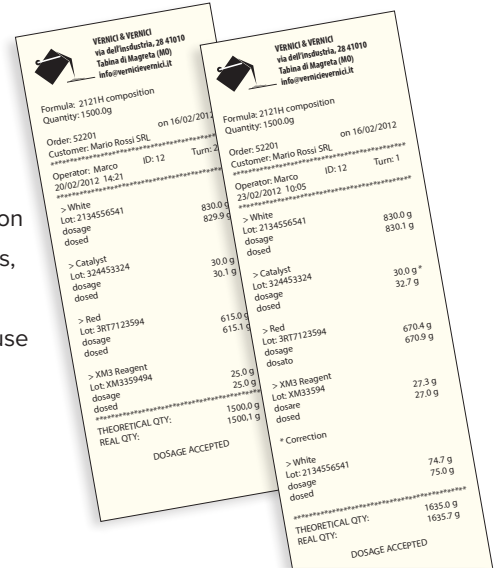 on
s,
use
VERNICI & VERNICI
via dell'insdustria, 28 41010
Tabina di Magreta (MO)
info@vernicievernici.it
Formula: 2121H composition
Quantity: 1500.0g
Order: 52201 on 16/02/2012
Customer: Mario Rossi SRL
****************************************
Operator: Marco ID: 12 Turn: 2
20/02/2012 14:21
****************************************
> White
Lot: 2134556541
dosage 830.0 g
dosed 829.9 g
> Catalyst
Lot: 324453324
dosage 30.0 g
dosed 30.1 g
> Red
Lot: 3RT7123594
dosage 615.0 g
dosed 615.1 g
> XM3 Reagent
Lot: XM3359494
dosage 25.0 g
dosed 25.0 g
****************************************
THEORETICAL QTY: 1500,0 g
REAL QTY: 1500,1 g
DOSAGE ACCEPTED
VERNICI & VERNICI
via dell'insdustria, 28 41010
Tabina di Magreta (MO)
info@vernicievernici.it
Formula: 2121H composition
Quantity: 1500.0g
Order: 52201 on 16/02/2012
Customer: Mario Rossi SRL
****************************************
Operator: Marco ID: 12 Turn: 1
23/02/2012 10:05
****************************************
> White
Lot: 2134556541
dosage 830.0 g
dosed 830.1 g
> Catalyst
Lot: 324453324
dosage 30.0 g *
dosed 32.7 g
> Red
Lot: 3RT7123594
dosage 670.4 g
dosato 670.9 g
> XM3 Reagent
Lot: XM33594
dosare 27.3 g
dosed 27.0 g
* Correction
> White
Lot: 2134556541
dosage 74.7 g
dosed 75.0 g
****************************************
THEORETICAL QTY: 1635.0 g
REAL QTY: 1635.7 g
DOSAGE ACCEPTED